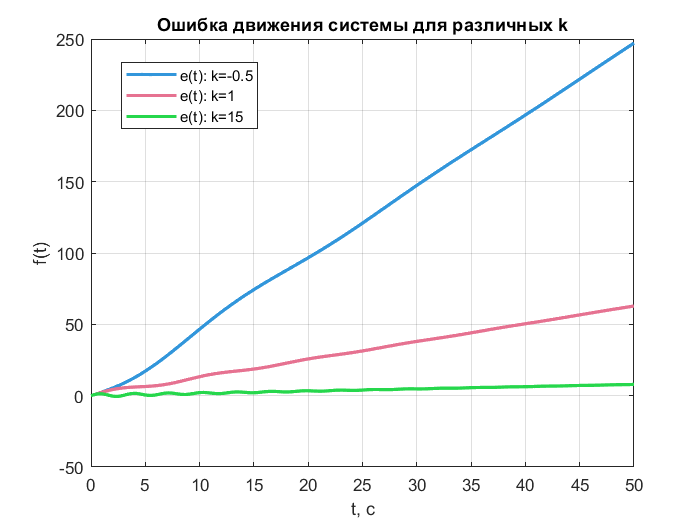 Ошибка движения системы для различных k
250
200
150
100
50
0
-50
f(t)
e(t): k=-0.5
e(t): k=1
e(t): k=15
0 5 10 15 20 25 30 35 40 45 50
t, c